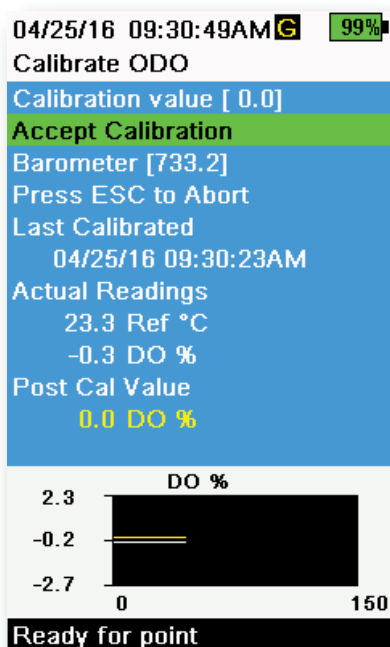 04/25/16 09:30:49AM G 99%
Calibrate ODO
Calibration value [ 0.0]
Accept Calibration
Barometer [733.2]
Press ESC to Abort
Last Calibrated
04/25/16 09:30:23AM
Actual Readings
23.3 Ref °C
-0.3 DO %
Post Cal Value
0.0 DO %
DO %
2.3
-0.2
-2.7
0 150
Ready for point